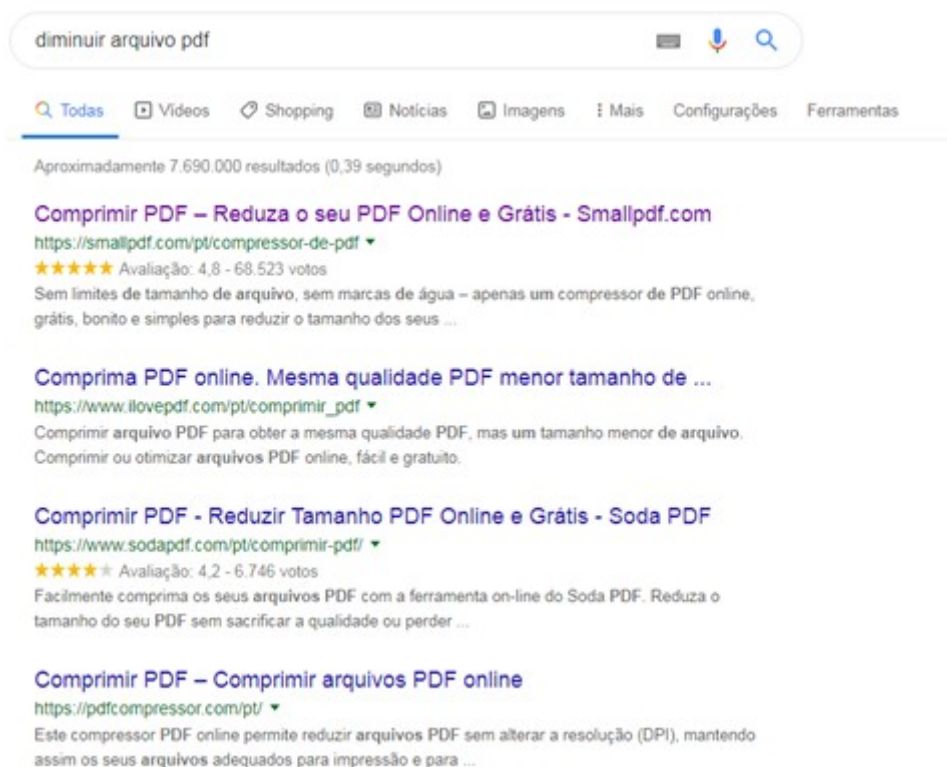 diminuir arquivo pdf
Todas Vídeos Shopping Notícias Imagens Mais Configurações Ferramentas
Aproximadamente 7.690.000 resultados (0,39 segundos)
Comprimir PDF – Reduza o seu PDF Online e Grátis - Smallpdf.com
https://smallpdf.com/pt/compressor-de-pdf
Avaliação: 4,8 - 68.523 votos
Sem limites de tamanho de arquivo, sem marcas de água – apenas um compressor de PDF online,
grátis, bonito e simples para reduzir o tamanho dos seus ...
Comprima PDF online. Mesma qualidade PDF menor tamanho de ...
https://www.ilovepdf.com/pt/comprimir_pdf
Comprimir arquivo PDF para obter a mesma qualidade PDF, mas um tamanho menor de arquivo.
Comprimir ou otimizar arquivos PDF online, fácil e gratuito.
Comprimir PDF - Reduzir Tamanho PDF Online e Grátis - Soda PDF
https://www.sodapdf.com/pt/comprimir-pdf/
Avaliação: 4,2 - 6.746 votos
Facilmente comprima os seus arquivos PDF com a ferramenta on-line do Soda PDF. Reduza o
tamanho do seu PDF sem sacrificar a qualidade ou perder ...
Comprimir PDF – Comprimir arquivos PDF online
https://pdfcompressor.com/pt/
Este compressor PDF online permite reduzir arquivos PDF sem alterar a resolução (DPI), mantendo
assim os seus arquivos adequados para impressão e para ...